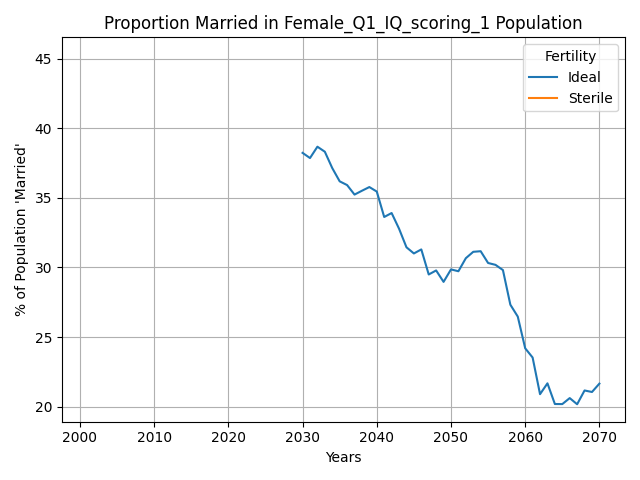 Proportion Married in Female_Q1_IQ_scoring_1 Population
% of Population 'Married'
45
40
35
30
25
20
Fertility
Ideal
Sterile
2000 2010 2020 2030 2040 2050 2060 2070
Years